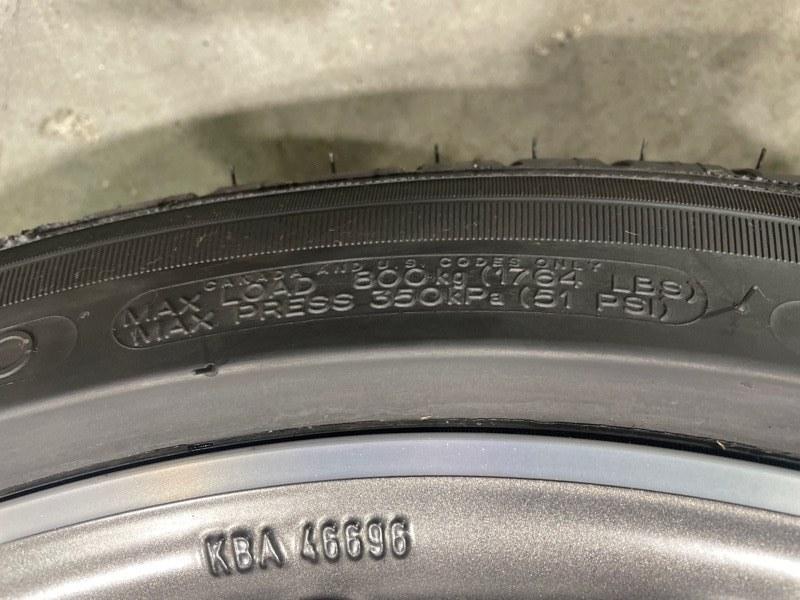 CANADA AND U.S. CODES ONLY
MAX LOAD 800 kg (1764 LBS)
MAX PRESS 350 kPa (51 PSI)
KBA 46696